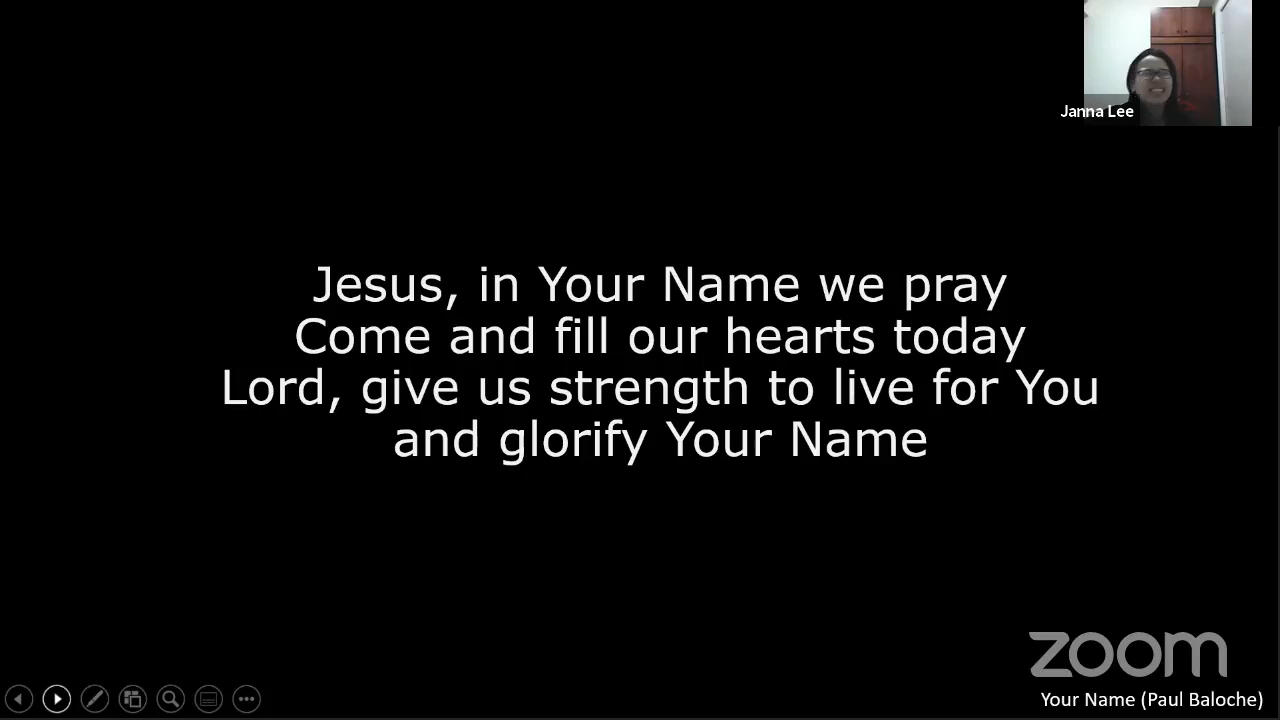 Janna Lee
Jesus, in Your Name we pray
Come and fill our hearts today
Lord, give us strength to live for You
and glorify Your Name
zoom
Your Name (Paul Baloche)